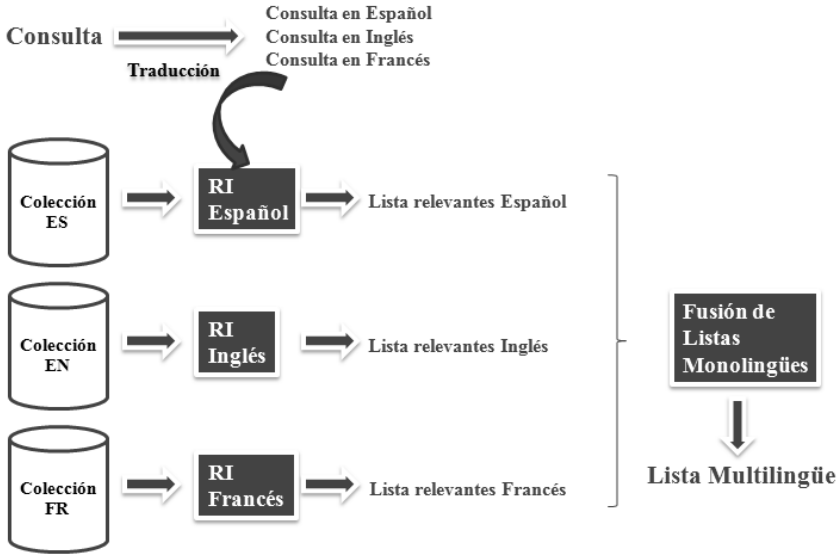 Consulta
Traducción
Consulta en Español
Consulta en Inglés
Consulta en Francés
Colección
ES
RI
Español
Lista relevantes Español
Colección
EN
RI
Inglés
Lista relevantes Inglés
Colección
FR
RI
Francés
Lista relevantes Francés
Fusión de
Listas
Monolingües
Lista Multilingüe